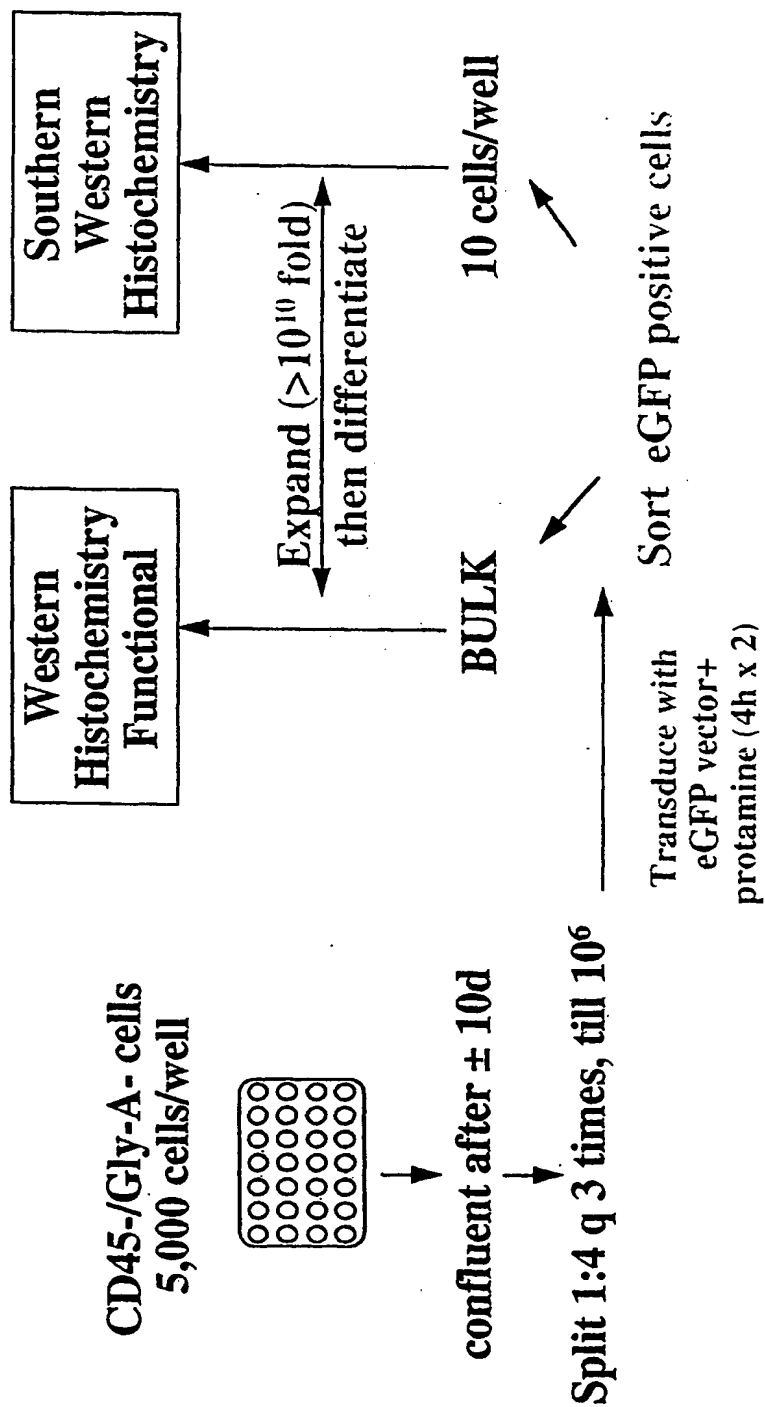 CD45-/Gly-A- cells
5,000 cells/well
confluent after ± 10d
Split 1:4 q 3 times, till 10⁶
Transduce with
eGFP vector+
protamine (4h x 2)
Sort eGFP positive cells
BULK
10 cells/well
Expand (>10¹⁰ fold)
then differentiate
Western
Histochemistry
Functional
Southern
Western
Histochemistry